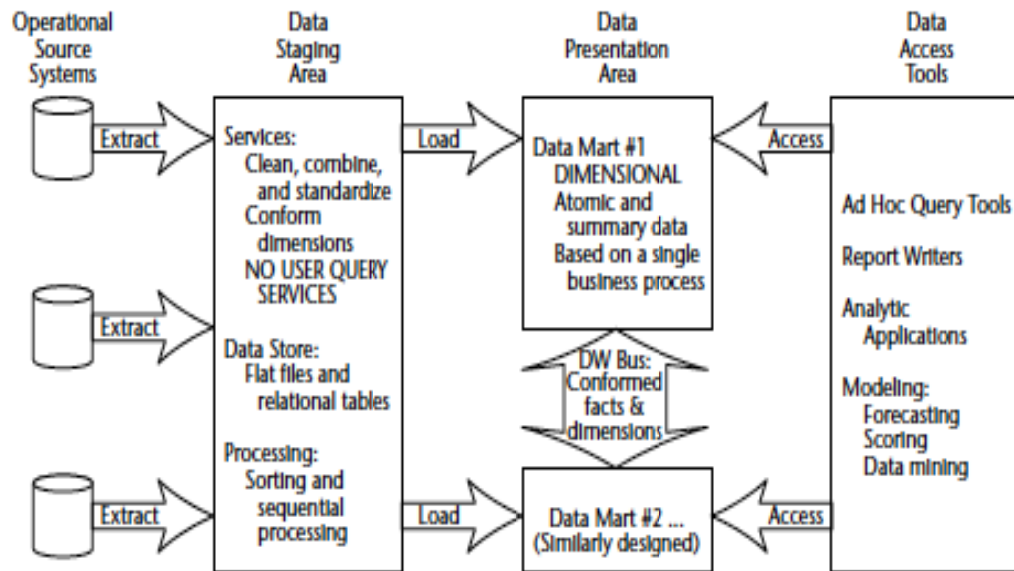 Operational
Source
Systems
Data
Staging
Area
Data
Presentation
Area
Data
Access
Tools
Extract
Extract
Extract
Services:
Clean, combine,
and standardize
Conform
dimensions
NO USER QUERY
SERVICES
Data Store:
Flat files and
relational tables
Processing:
Sorting and
sequential
processing
Load
Load
Data Mart #1
DIMENSIONAL
Atomic and
summary data
Based on a single
business process
DW Bus:
Conformed
facts &
dimensions
Data Mart #2 ...
(Similarly designed)
Access
Access
Ad Hoc Query Tools
Report Writers
Analytic
Applications
Modeling:
Forecasting
Scoring
Data mining